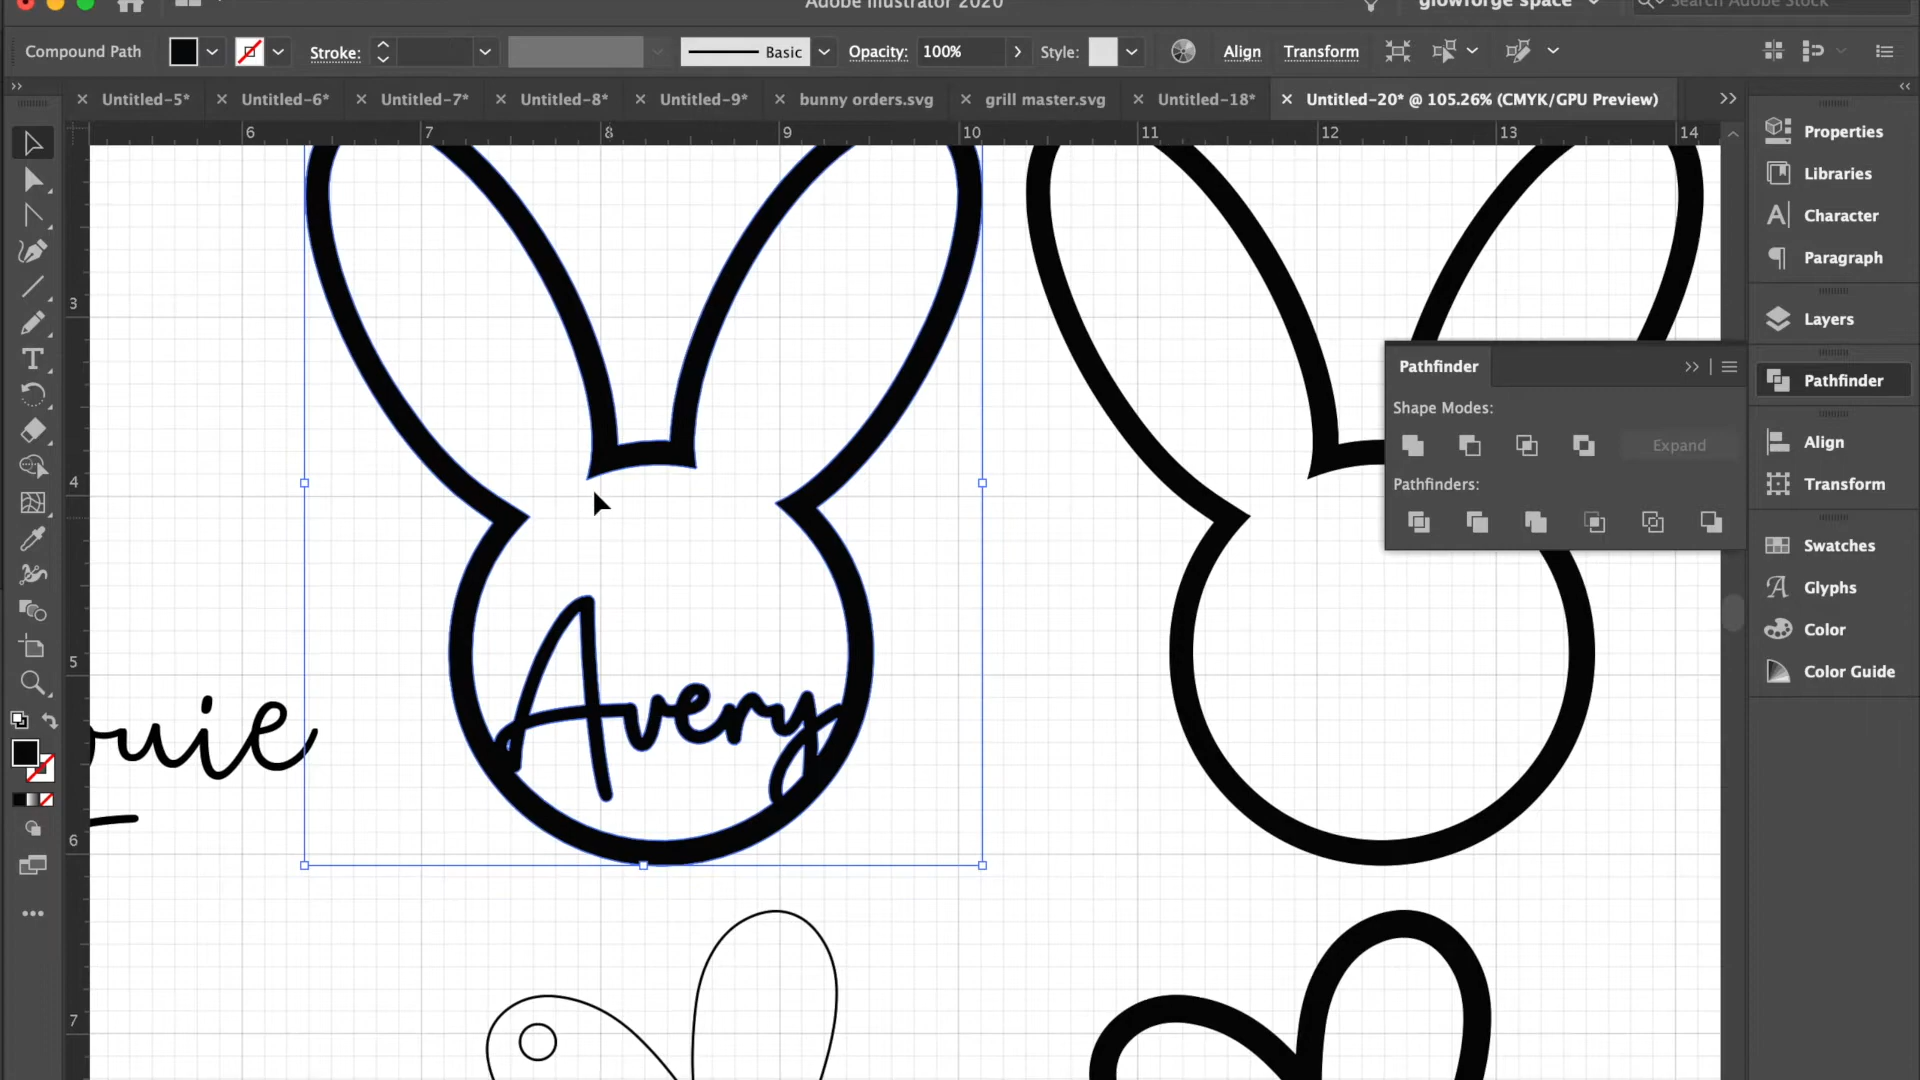 Adobe Illustrator 2020
glowforge space
Search Adobe Stock
Compound Path
Stroke:
Basic
Opacity:
100%
Style:
Align
Transform
Untitled-5*
Untitled-6*
Untitled-7*
Untitled-8*
Untitled-9*
bunny orders.svg
grill master.svg
Untitled-18*
Untitled-20* @ 105.26% (CMYK/GPU Preview)
6 7 8 9 10 11 12 13 14
3
4
5
6
7
Avery
uie
Pathfinder
Shape Modes:
Expand
Pathfinders:
Properties
Libraries
Character
Paragraph
Layers
Pathfinder
Align
Transform
Swatches
Glyphs
Color
Color Guide